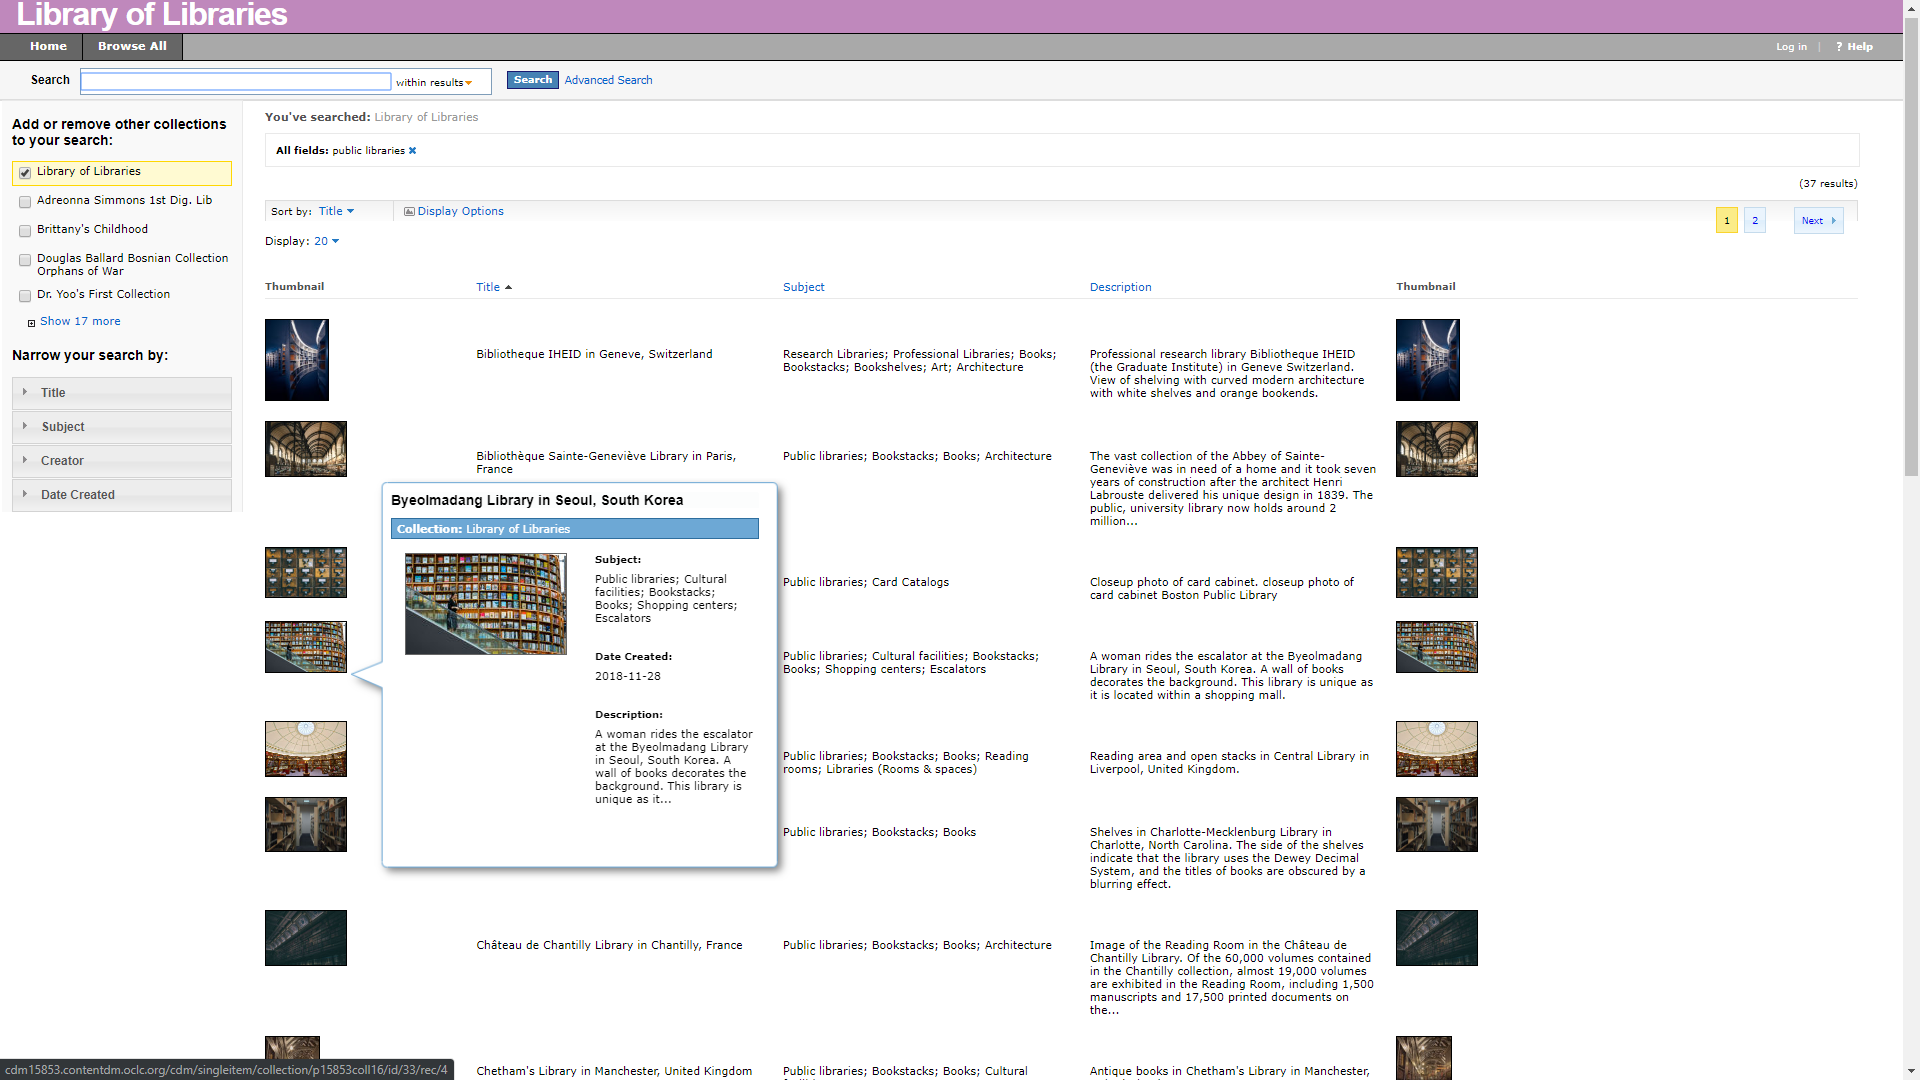 Library of Libraries
Home
Browse All
Log in
|
? Help
Search
within results
Search
Advanced Search
Add or remove other collections
to your search:
Library of Libraries
Adreonna Simmons 1st Dig. Lib
Brittany's Childhood
Douglas Ballard Bosnian Collection
Orphans of War
Dr. Yoo's First Collection
Show 17 more
Narrow your search by:
Title
Subject
Creator
Date Created
You've searched: Library of Libraries
All fields: public libraries
(37 results)
Sort by: Title
Display Options
1
2
Next
Display: 20
Thumbnail
Title
Subject
Description
Thumbnail
Bibliotheque IHEID in Geneve, Switzerland
Research Libraries; Professional Libraries; Books;
Bookstacks; Bookshelves; Art; Architecture
Professional research library Bibliotheque IHEID
(the Graduate Institute) in Geneve Switzerland.
View of shelving with curved modern architecture
with white shelves and orange bookends.
Bibliothèque Sainte-Geneviève Library in Paris,
France
Public libraries; Bookstacks; Books; Architecture
The vast collection of the Abbey of Sainte-
Geneviève was in need of a home and it took seven
years of construction after the architect Henri
Labrouste delivered his unique design in 1839. The
public, university library now holds around 2
million...
Byeolmadang Library in Seoul, South Korea
Collection: Library of Libraries
Subject:
Public libraries; Cultural
facilities; Bookstacks;
Books; Shopping centers;
Escalators
Date Created:
2018-11-28
Description:
A woman rides the escalator
at the Byeolmadang Library
in Seoul, South Korea. A
wall of books decorates the
background. This library is
unique as it...
Public libraries; Card Catalogs
Closeup photo of card cabinet. closeup photo of
card cabinet Boston Public Library
Public libraries; Cultural facilities; Bookstacks;
Books; Shopping centers; Escalators
A woman rides the escalator at the Byeolmadang
Library in Seoul, South Korea. A wall of books
decorates the background. This library is unique as
it is located within a shopping mall.
Public libraries; Bookstacks; Books; Reading
rooms; Libraries (Rooms & spaces)
Reading area and open stacks in Central Library in
Liverpool, United Kingdom.
Public libraries; Bookstacks; Books
Shelves in Charlotte-Mecklenburg Library in
Charlotte, North Carolina. The side of the shelves
indicate that the library uses the Dewey Decimal
System, and the titles of books are obscured by a
blurring effect.
Château de Chantilly Library in Chantilly, France
Public libraries; Bookstacks; Books; Architecture
Image of the Reading Room in the Château de
Chantilly Library. Of the 60,000 volumes contained
in the Chantilly collection, almost 19,000 volumes
are exhibited in the Reading Room, including 1,500
manuscripts and 17,500 printed documents on
the...
Chetham's Library in Manchester, United Kingdom
Public libraries; Bookstacks; Books; Cultural
Antique books in Chetham's Library in Manchester,
cdm15853.contentdm.oclc.org/cdm/singleitem/collection/p15853coll16/id/33/rec/4